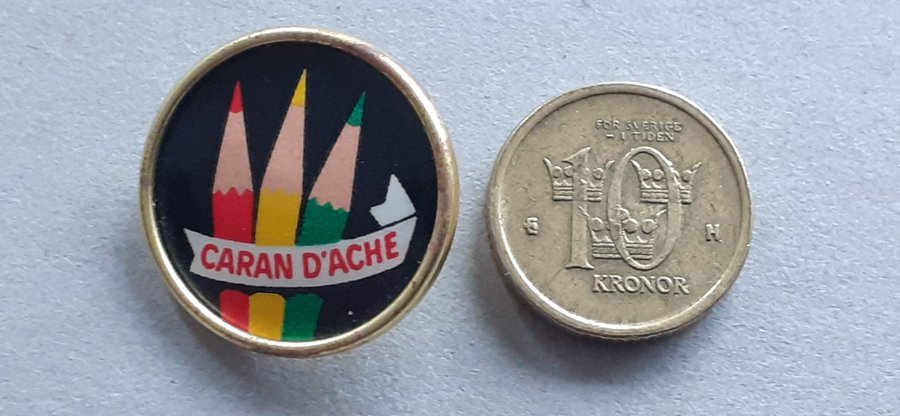 CARAN D'ACHE
FÖR SVERIGE
– I TIDEN
10
E H
KRONOR